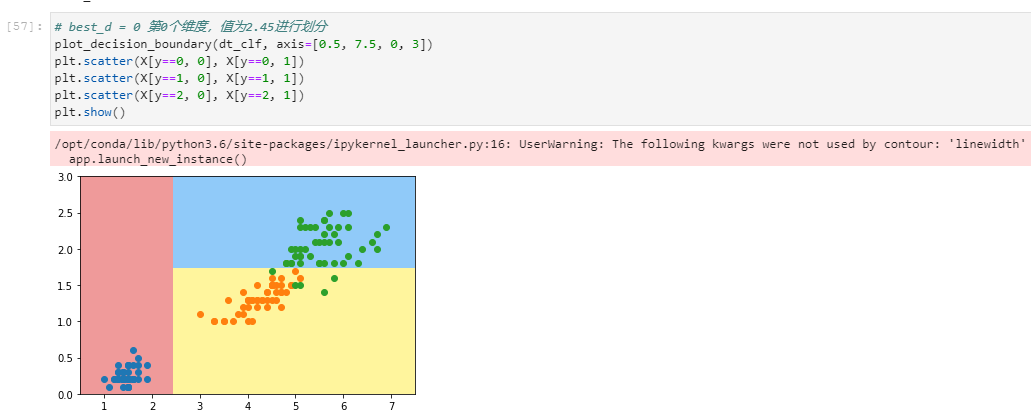 [57]:
# best_d = 0 第0个维度，值为2.45进行划分
plot_decision_boundary(dt_clf, axis=[0.5, 7.5, 0, 3])
plt.scatter(X[y==0, 0], X[y==0, 1])
plt.scatter(X[y==1, 0], X[y==1, 1])
plt.scatter(X[y==2, 0], X[y==2, 1])
plt.show()
/opt/conda/lib/python3.6/site-packages/ipykernel_launcher.py:16: UserWarning: The following kwargs were not used by contour: 'linewidth'
app.launch_new_instance()
3.0
2.5
2.0
1.5
1.0
0.5
0.0
1 2 3 4 5 6 7